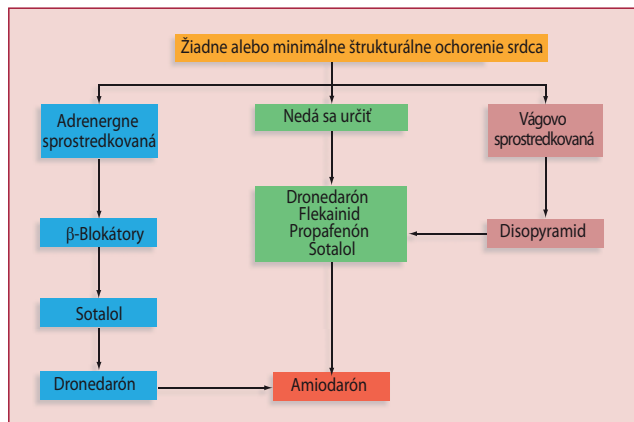 Žiadne alebo minimálne štrukturálne ochorenie srdca
Adrenergne
sprostredkovaná
Nedá sa určiť
Vágovo
sprostredkovaná
Dronedarón
Flekainid
Propafenón
Sotalol
β-Blokátory
Disopyramid
Sotalol
Dronedarón
Amiodarón